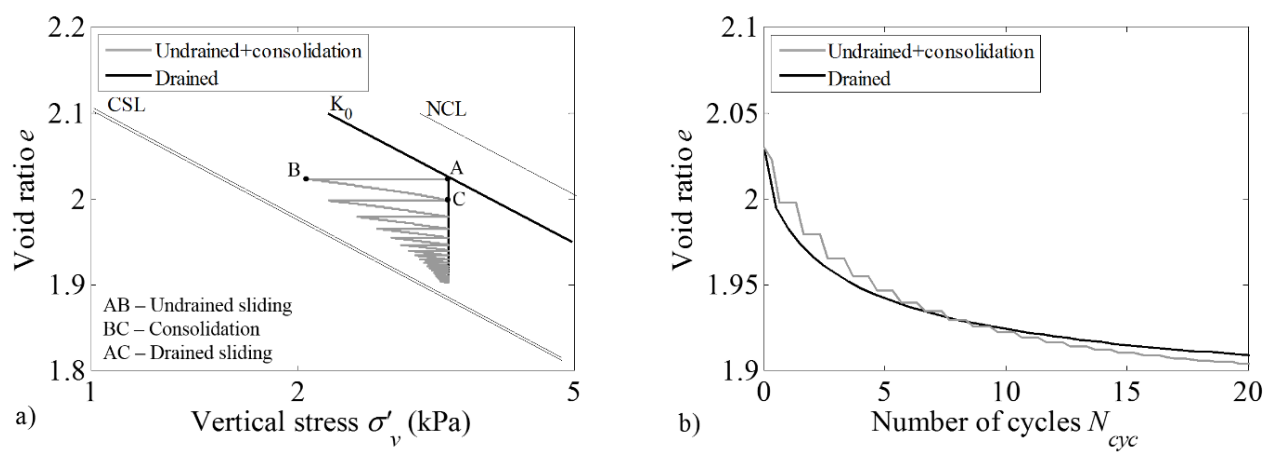 2.2
Undrained+consolidation
Drained
CSL
K0
NCL
2.1
B
A
C
2
1.9
AB – Undrained sliding
BC – Consolidation
AC – Drained sliding
1.8
1
2
5
Void ratio e
Vertical stress σ′v (kPa)
a)
2.1
Undrained+consolidation
Drained
2.05
2
1.95
1.9
0
5
10
15
20
Void ratio e
Number of cycles Ncyc
b)